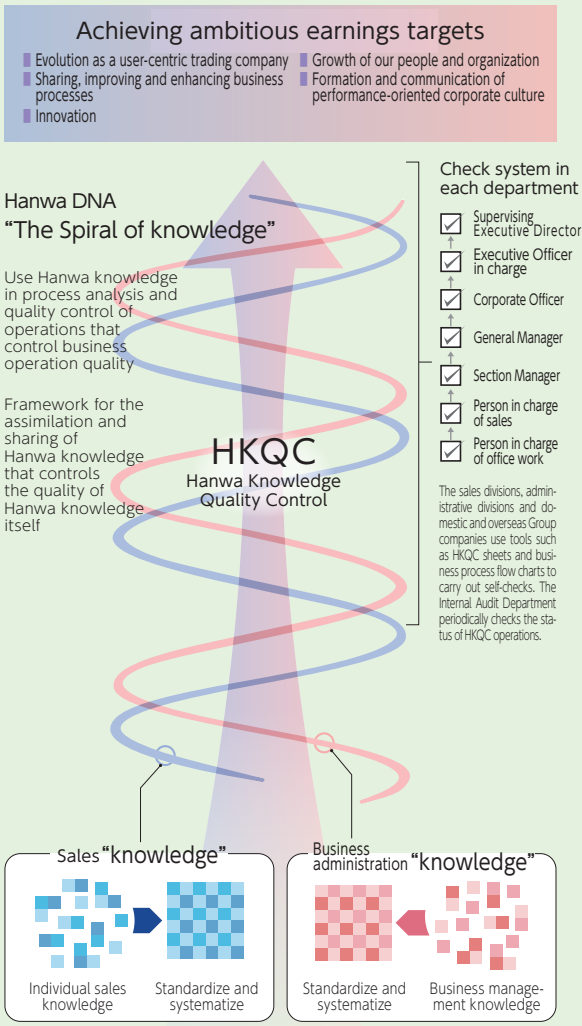 Achieving ambitious earnings targets
Evolution as a user-centric trading company
Sharing, improving and enhancing business
processes
Innovation
Growth of our people and organization
Formation and communication of
performance-oriented corporate culture
Hanwa DNA
“The Spiral of knowledge”
Use Hanwa knowledge
in process analysis and
quality control of
operations that
control business
operation quality
Framework for the
assimilation and
sharing of
Hanwa knowledge
that controls
the quality of
Hanwa knowledge
itself
HKQC
Hanwa Knowledge
Quality Control
Check system in
each department
Supervising
Executive Director
Executive Officer
in charge
Corporate Officer
General Manager
Section Manager
Person in charge
of sales
Person in charge
of office work
The sales divisions, admin-
istrative divisions and do-
mestic and overseas Group
companies use tools such
as HKQC sheets and busi-
ness process flow charts to
carry out self-checks. The
Internal Audit Department
periodically checks the sta-
tus of HKQC operations.
Sales “knowledge”
Individual sales
knowledge
Standardize and
systematize
Business
administration “knowledge”
Standardize and
systematize
Business manage-
ment knowledge